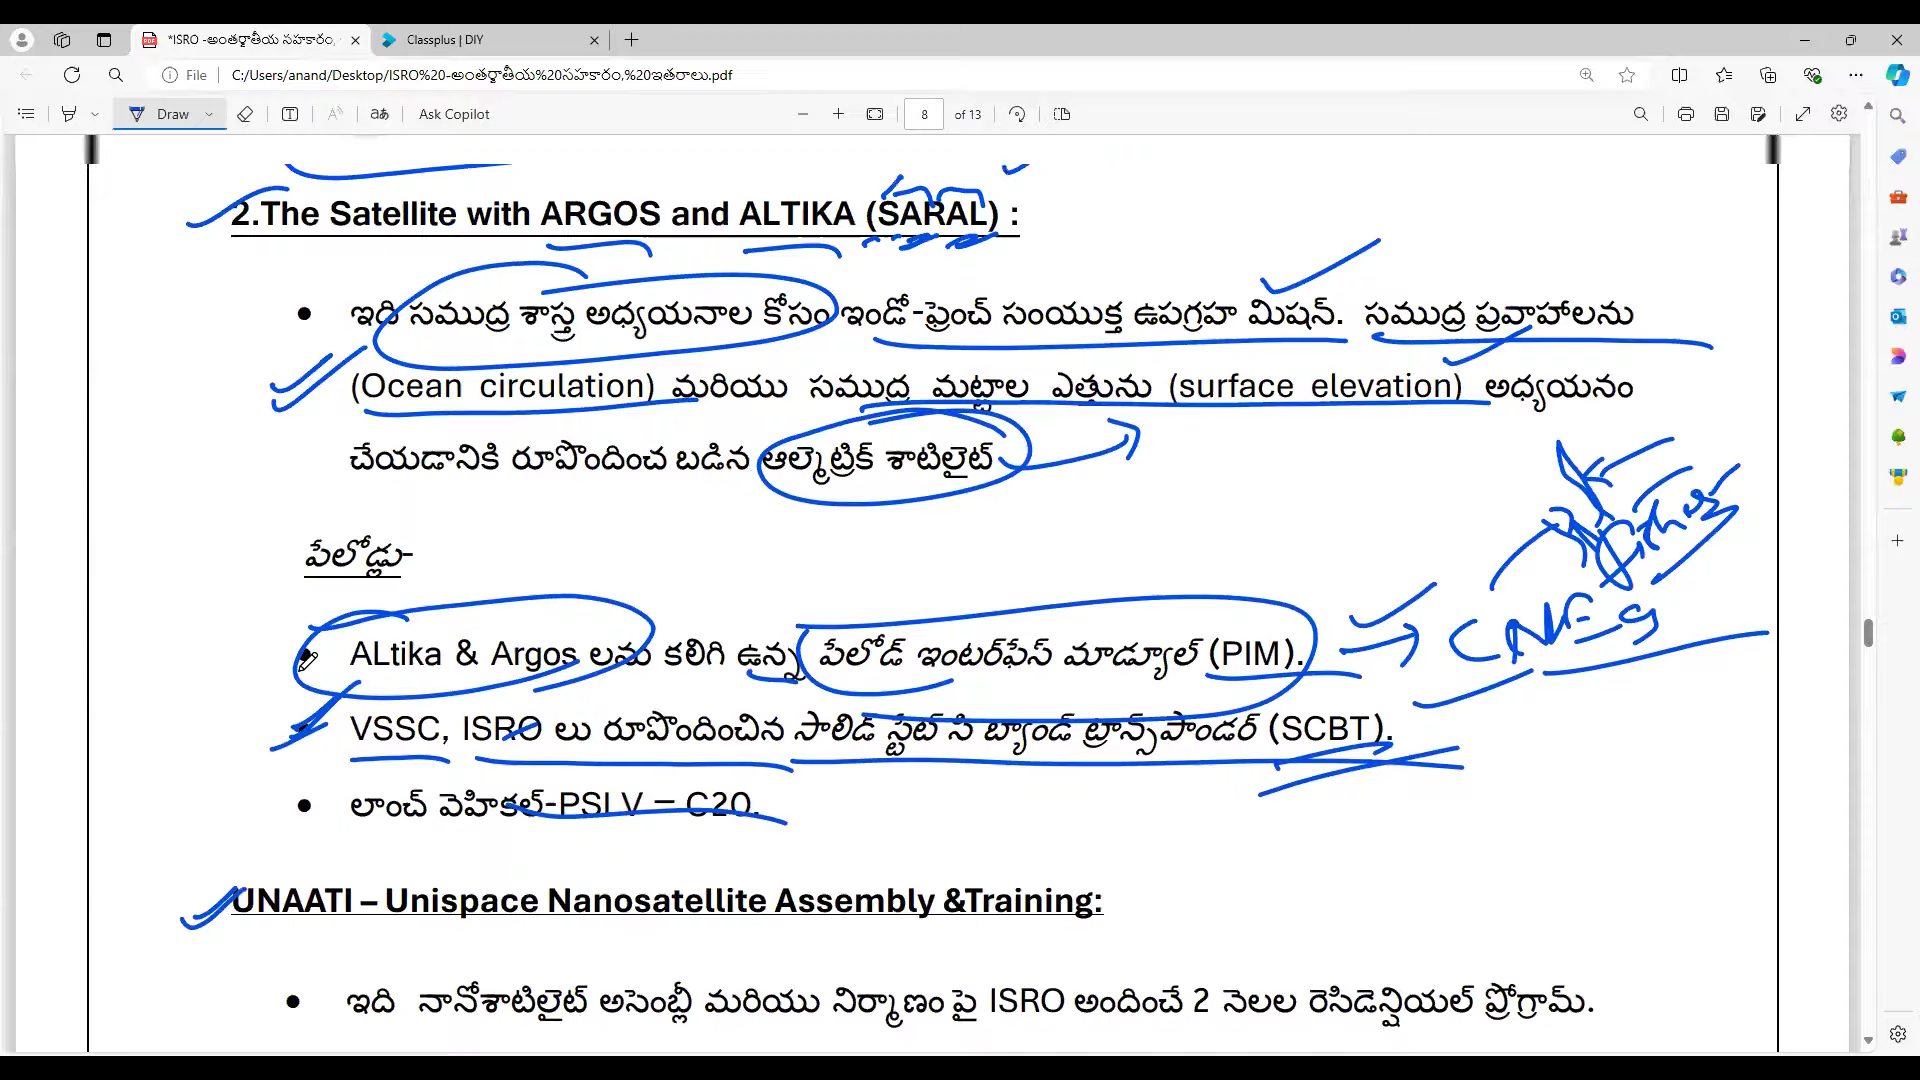 *ISRO -అంతర్జాతీయ సహకారం,
Classplus | DIY
File
C:/Users/anand/Desktop/ISRO%20-అంతర్జాతీయ%20సహకారం,%20ఇతరాలు.pdf
Draw
Ask Copilot
8 of 13
2.The Satellite with ARGOS and ALTIKA (SARAL) :
• ఇది సముద్ర శాస్త్ర అధ్యయనాల కోసం ఇండో-ఫ్రెంచ్ సంయుక్త ఉపగ్రహ మిషన్. సముద్ర ప్రవాహాలను
(Ocean circulation) మరియు సముద్ర మట్టాల ఎత్తును (surface elevation) అధ్యయనం
చేయడానికి రూపొందించ బడిన ఆల్మెట్రిక్ శాటిలైట్
పేలోడ్లు-
ALtika & Argos లను కలిగి ఉన్న పేలోడ్ ఇంటర్‌ఫేస్ మాడ్యూల్ (PIM).
CNES
• VSSC, ISRO లు రూపొందించిన సాలిడ్ స్టేట్ సి బ్యాండ్ ట్రాన్స్‌పాండర్ (SCBT).
• లాంచ్ వెహికల్-PSLV – C20.
UNAATI – Unispace Nanosatellite Assembly &Training:
• ఇది నానోశాటిలైట్ అసెంబ్లీ మరియు నిర్మాణం పై ISRO అందించే 2 నెలల రెసిడెన్షియల్ ప్రోగ్రామ్.